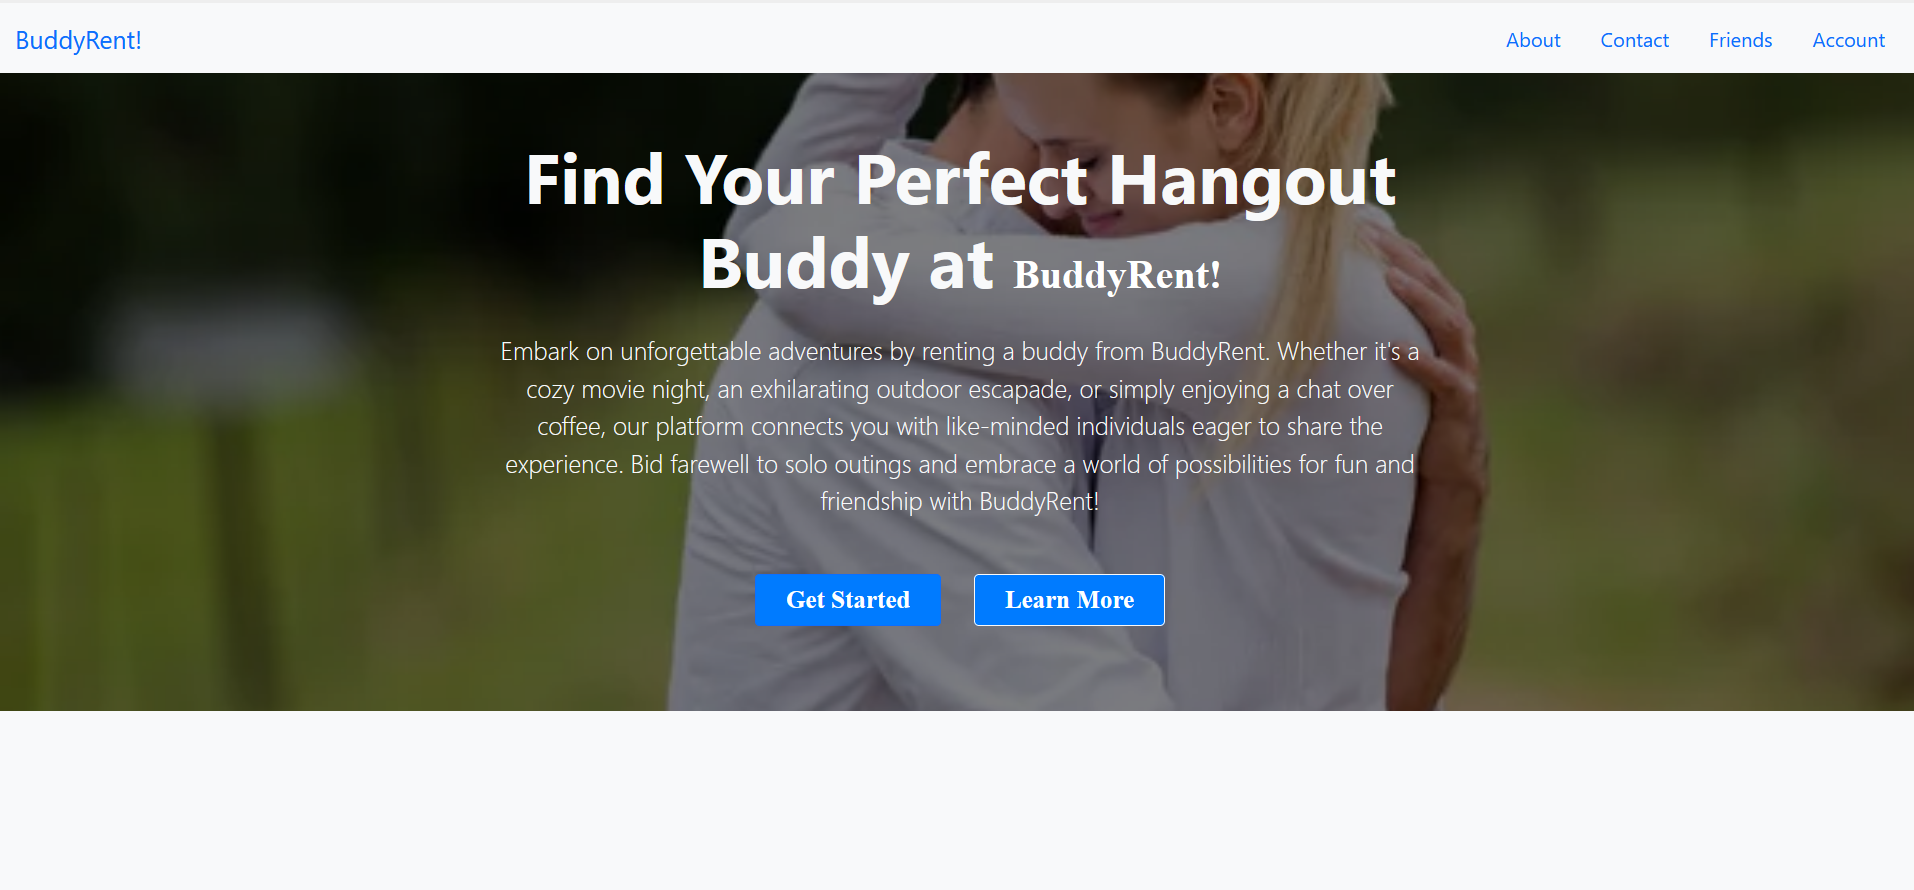 BuddyRent!
About Contact Friends Account
Find Your Perfect Hangout
Buddy at BuddyRent!
Embark on unforgettable adventures by renting a buddy from BuddyRent. Whether it's a
cozy movie night, an exhilarating outdoor escapade, or simply enjoying a chat over
coffee, our platform connects you with like-minded individuals eager to share the
experience. Bid farewell to solo outings and embrace a world of possibilities for fun and
friendship with BuddyRent!
Get Started Learn More